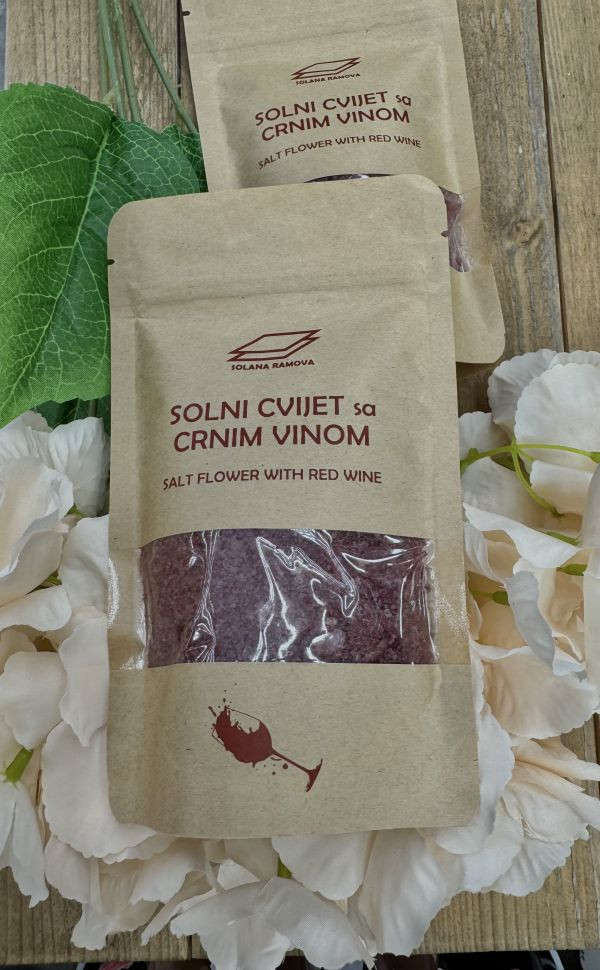 SOLANA RAMOVA
SOLNI CVIJET sa
CRNIM VINOM
SALT FLOWER WITH RED WINE
SOLANA RAMOVA
SOLNI CVIJET sa
CRNIM VINOM
SALT FLOWER WITH RED WINE